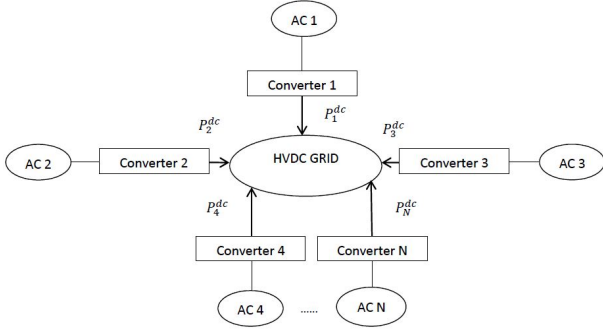 AC 1
Converter 1
P_2^{dc}
P_1^{dc}
P_3^{dc}
AC 2
Converter 2
HVDC GRID
Converter 3
AC 3
P_4^{dc}
P_N^{dc}
Converter 4
Converter N
AC 4
......
AC N